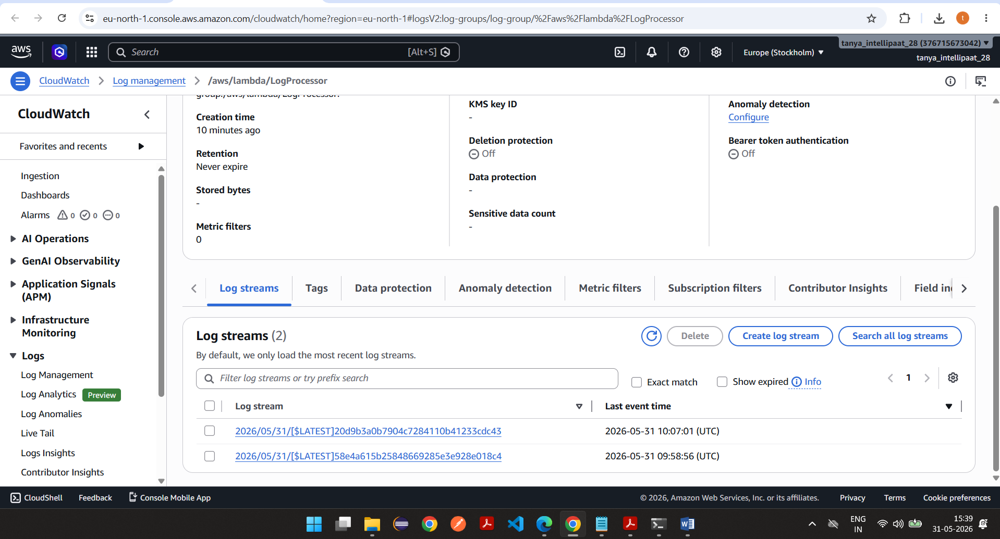 eu-north-1.console.aws.amazon.com/cloudwatch/home?region=eu-north-1#logsV2:log-groups/log-group/%2Faws%2Flambda%2FLogProcessor
t
aws
Search
[Alt+S]
Europe (Stockholm)
tanya_intellipaat_28 (376715673042)
tanya_intellipaat_28
CloudWatch
Log management
/aws/lambda/LogProcessor
CloudWatch
Favorites and recents
Ingestion
Dashboards
Alarms 0 0 0
AI Operations
GenAI Observability
Application Signals
(APM)
Infrastructure
Monitoring
Logs
Log Management
Log Analytics Preview
Log Anomalies
Live Tail
Logs Insights
Contributor Insights
group:/aws/lambda/LogProcessor:
Creation time
10 minutes ago
Retention
Never expire
Stored bytes
-
Metric filters
0
KMS key ID
-
Deletion protection
Off
Data protection
-
Sensitive data count
-
Anomaly detection
Configure
Bearer token authentication
Off
Log streams
Tags
Data protection
Anomaly detection
Metric filters
Subscription filters
Contributor Insights
Field in
Log streams (2)
Delete
Create log stream
Search all log streams
By default, we only load the most recent log streams.
Filter log streams or try prefix search
Exact match
Show expired
Info
1
Log stream
Last event time
2026/05/31/[$LATEST]20d9b3a0b7904c7284110b41233cdc43
2026-05-31 10:07:01 (UTC)
2026/05/31/[$LATEST]58e4a615b25848669285e3e928e018c4
2026-05-31 09:58:56 (UTC)
CloudShell
Feedback
Console Mobile App
© 2026, Amazon Web Services, Inc. or its affiliates.
Privacy
Terms
Cookie preferences
ENG
IN
15:39
31-05-2026